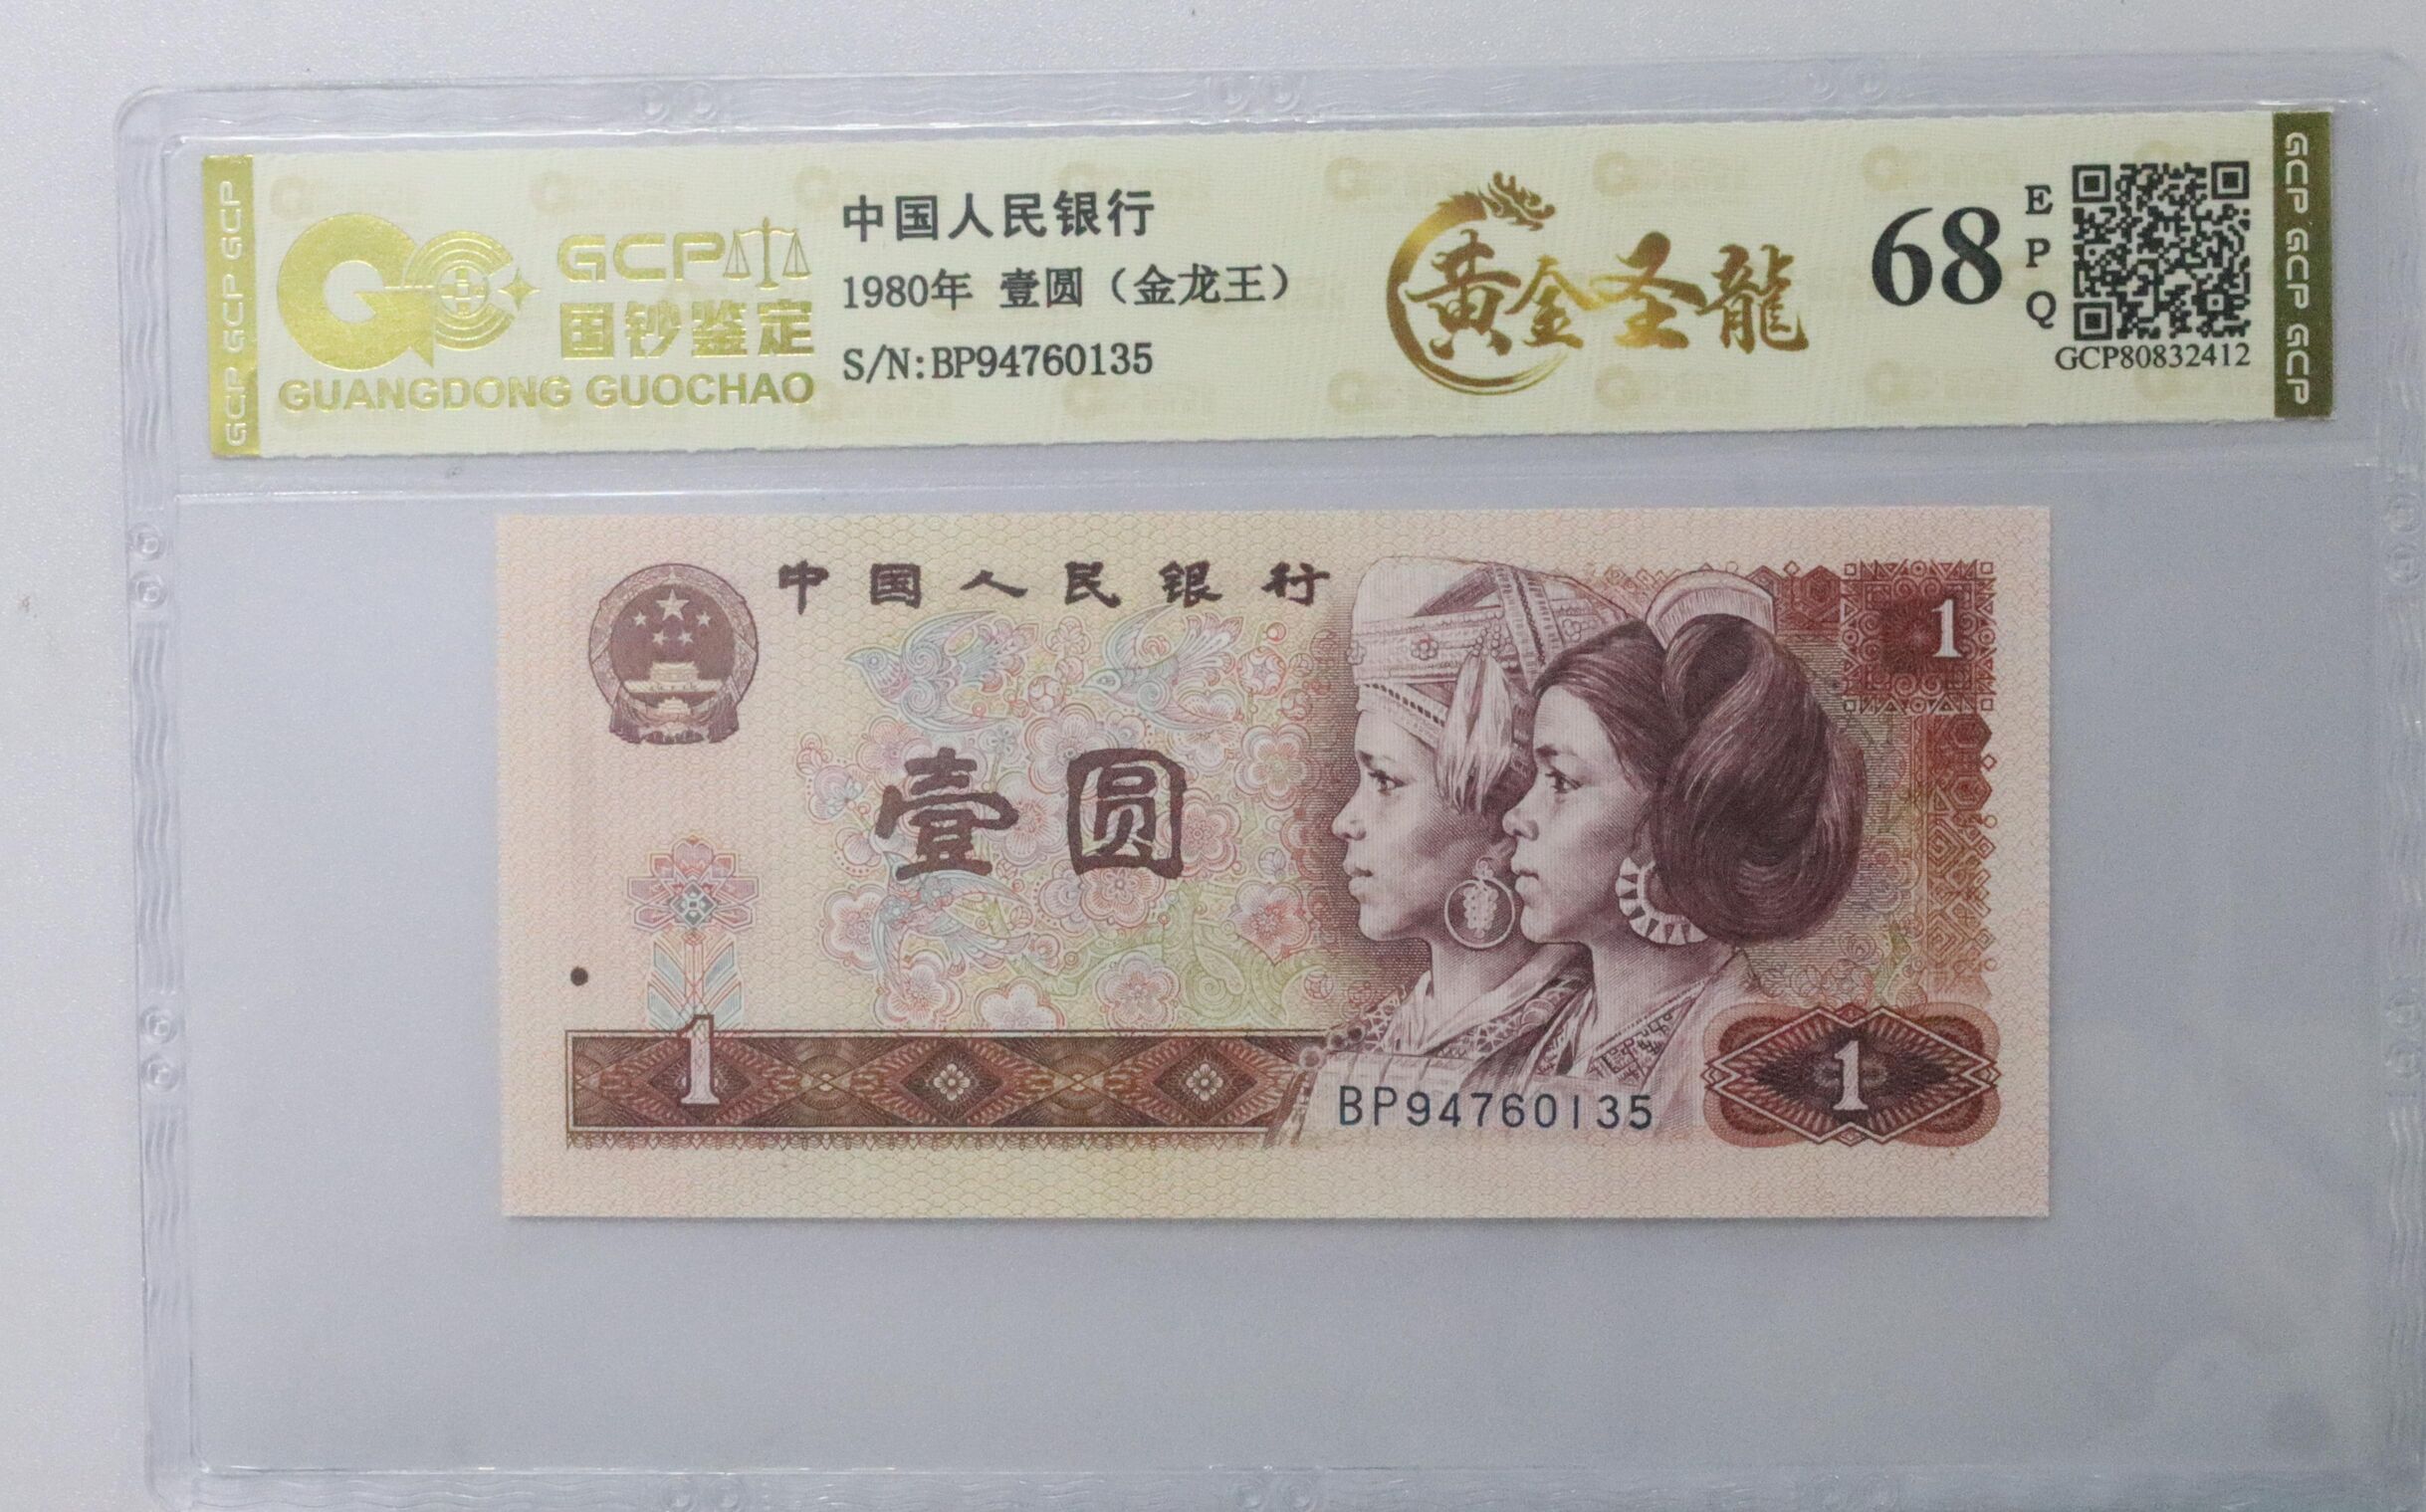 GCP GCP GCP
GCP
国钞鉴定
GUANGDONG GUOCHAO
中国人民银行
1980年 壹圆（金龙王）
S/N:BP94760135
黄金圣龍
68
E
P
Q
GCP80832412
GCP GCP GCP
中国人民银行
1
壹圆
1
BP94760135
1